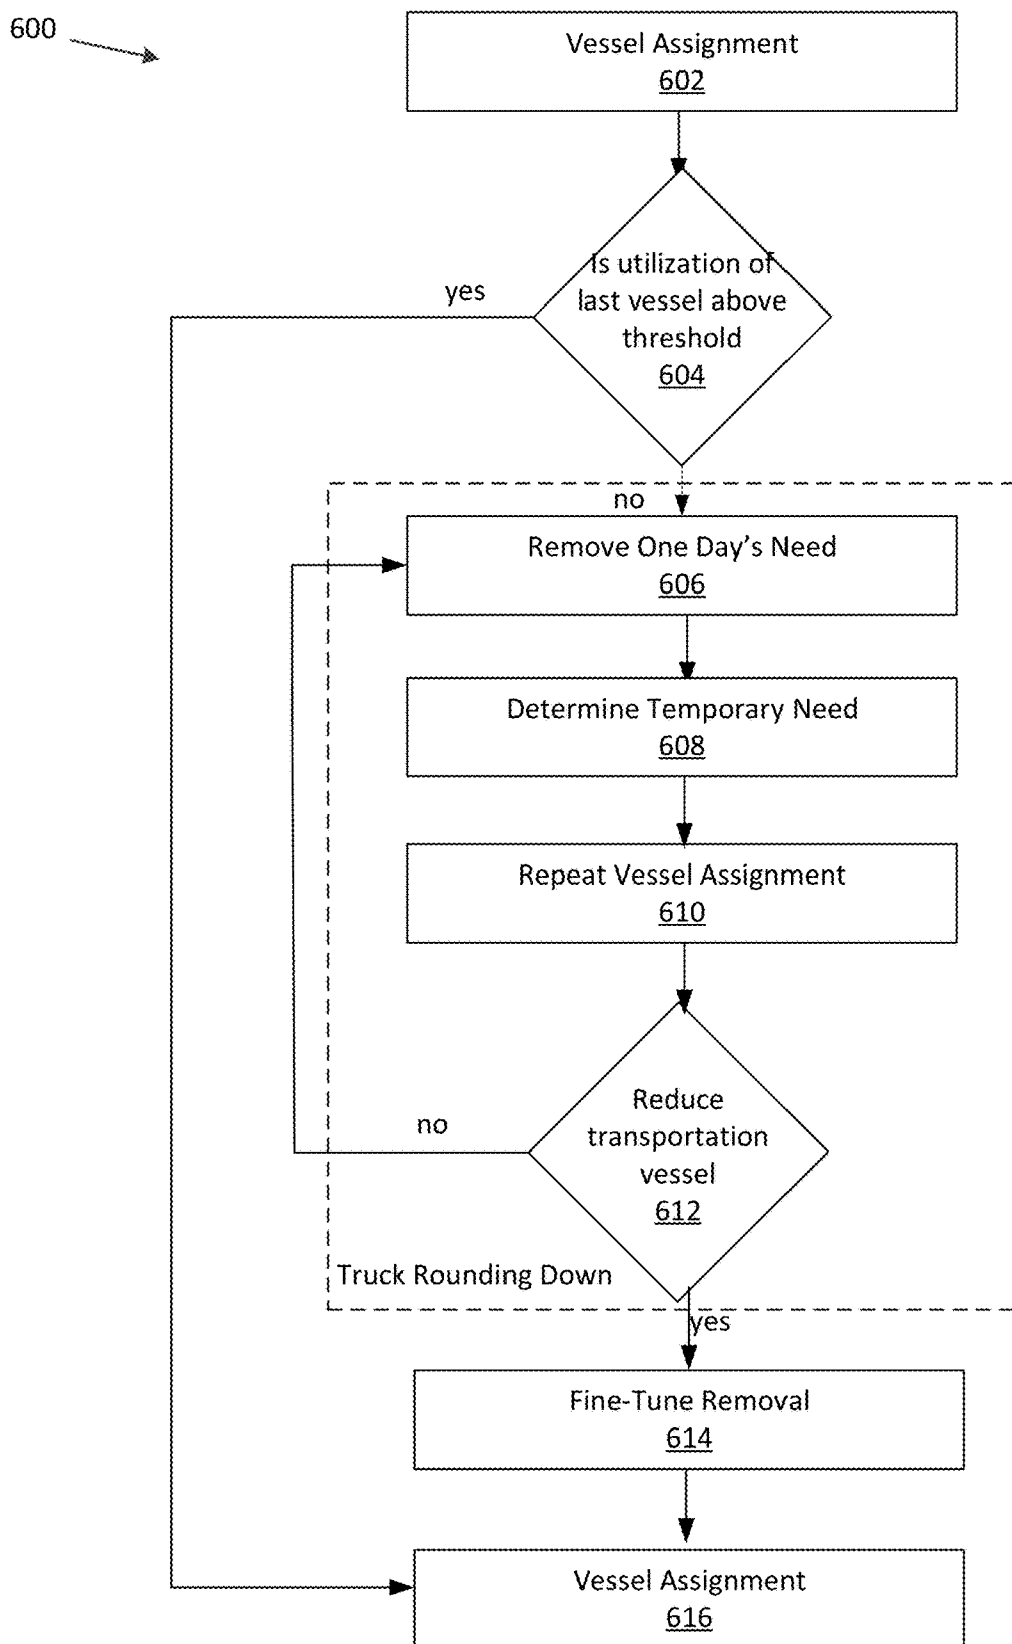 600
Vessel Assignment
602
Is utilization of
last vessel above
threshold
604
yes
no
Remove One Day's Need
606
Determine Temporary Need
608
Repeat Vessel Assignment
610
Reduce
transportation
vessel
612
no
Truck Rounding Down
yes
Fine-Tune Removal
614
Vessel Assignment
616